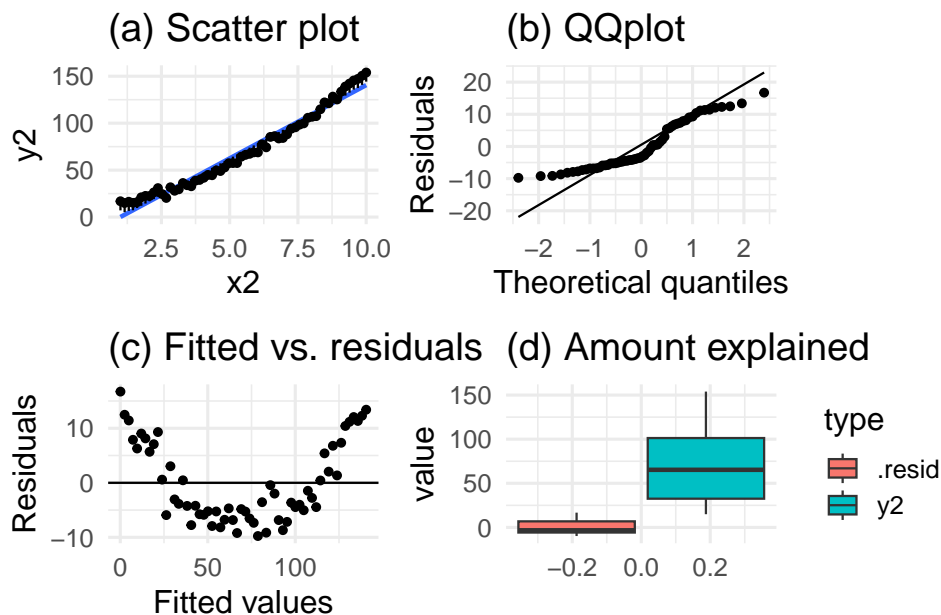 (a) Scatter plot
150
100
50
0
y2
2.5 5.0 7.5 10.0
x2
(b) QQplot
20
10
0
−10
−20
Residuals
−2 −1 0 1 2
Theoretical quantiles
(c) Fitted vs. residuals
10
0
−10
Residuals
0 50 100
Fitted values
(d) Amount explained
150
100
50
0
value
−0.2 0.0 0.2
type
.resid
y2